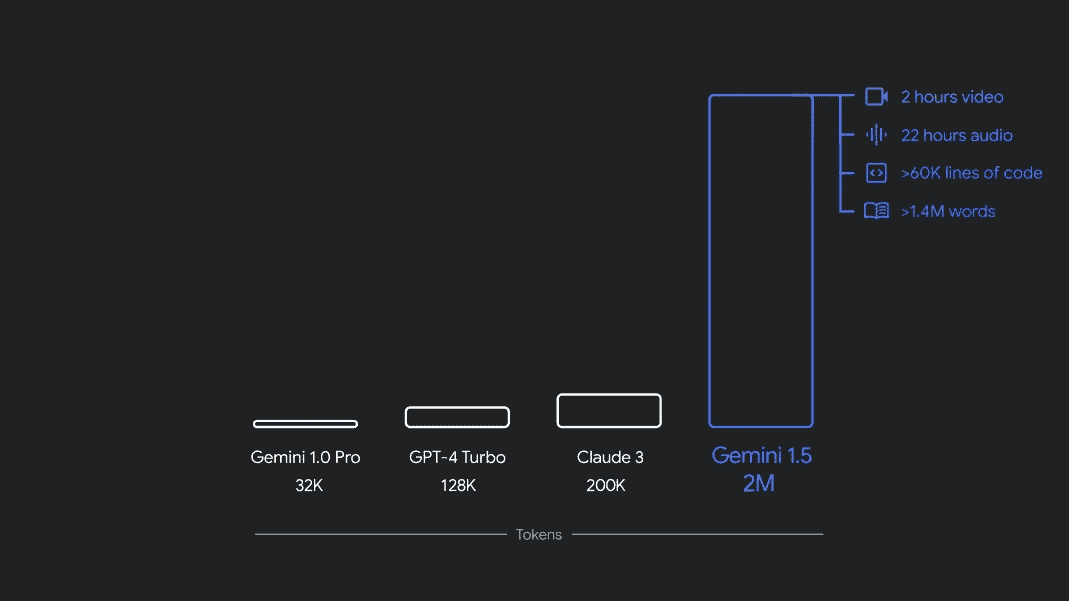 2 hours video
22 hours audio
>60K lines of code
>1.4M words
Gemini 1.0 Pro
32K
GPT-4 Turbo
128K
Claude 3
200K
Gemini 1.5
2M
Tokens